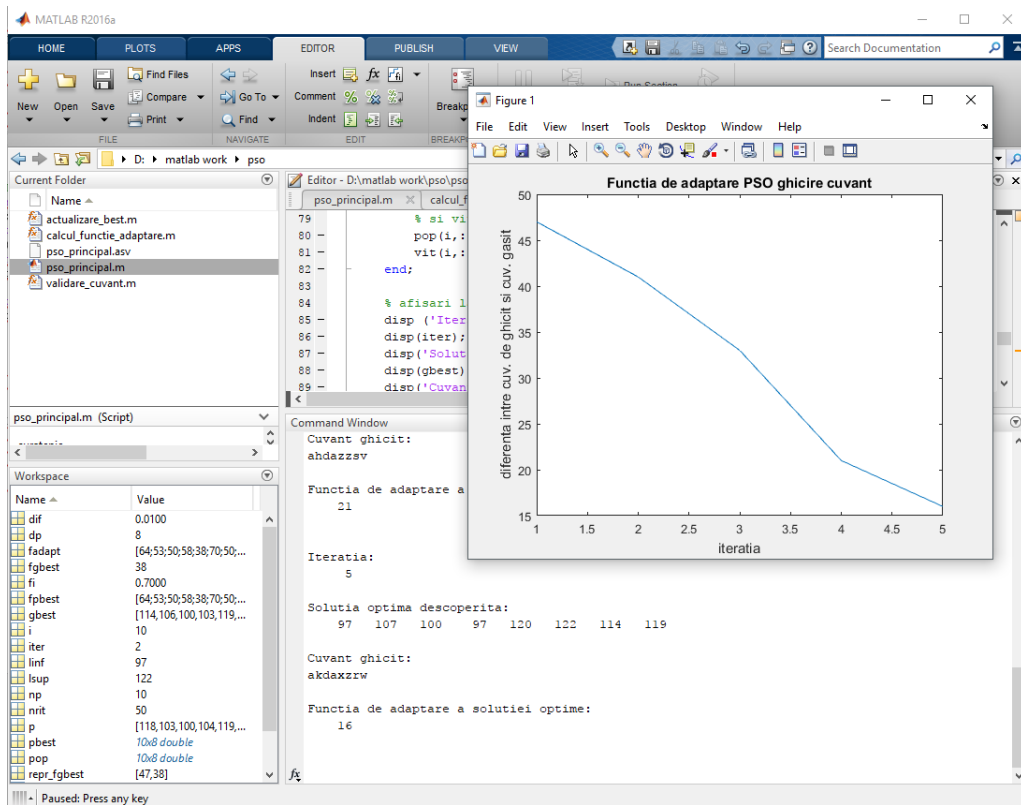 MATLAB R2016a
HOME PLOTS APPS EDITOR PUBLISH VIEW Search Documentation
New Open Save Find Files Compare Print
Go To Find
Insert fx
Comment %
Indent
FILE NAVIGATE EDIT
D: ▸ matlab work ▸ pso
Current Folder
Name
actualizare_best.m
calcul_functie_adaptare.m
pso_principal.asv
pso_principal.m
validare_cuvant.m
pso_principal.m (Script)
Workspace
Name Value
dif 0.0100
dp 8
fadapt [64;53;50;58;38;70;50;...
fgbest 38
fi 0.7000
fpbest [64;53;50;58;38;70;50;...
gbest [114,106,100,103,119,...
i 10
iter 2
linf 97
lsup 122
np 10
nrit 50
p [118,103,100,104,119,...
pbest 10x8 double
pop 10x8 double
repr_fgbest [47,38]
Paused: Press any key
Editor - D:\matlab work\pso\pso
pso_principal.m calcul_f
79 % si vi
80 − pop(i,:
81 − vit(i,:
82 − end;
83
84 % afisari l
85 − disp ('Iter
86 − disp(iter);
87 − disp('Solut
88 − disp(gbest)
89 − disp('Cuvan
Command Window
Cuvant ghicit:
ahdazzsv
Functia de adaptare a
21
Iteratia:
5
Solutia optima descoperita:
97 107 100 97 120 122 114 119
Cuvant ghicit:
akdaxzrw
Functia de adaptare a solutiei optime:
16
fx
Figure 1
File Edit View Insert Tools Desktop Window Help
Functia de adaptare PSO ghicire cuvant
diferenta intre cuv. de ghicit si cuv. gasit
50
45
40
35
30
25
20
15
1 1.5 2 2.5 3 3.5 4 4.5 5
iteratia